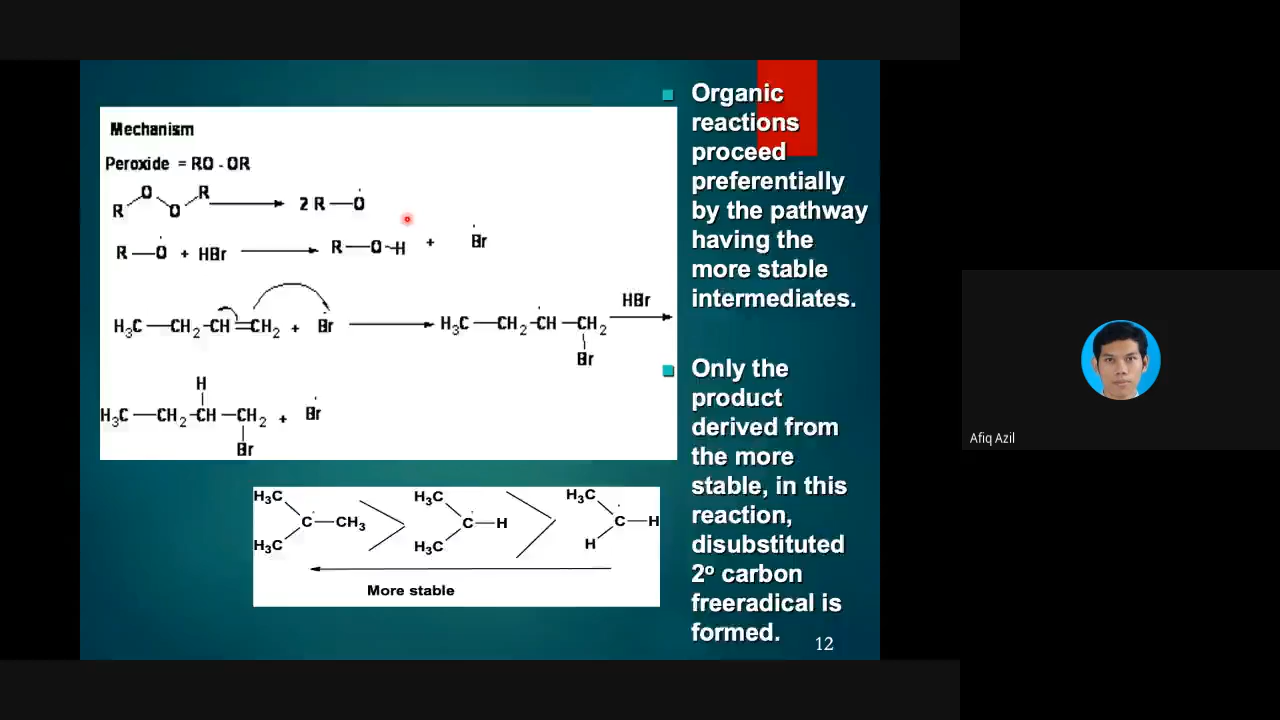 Mechanism
Peroxide = RO - OR
R O O R 2 R—O
R—O + HBr R—O—H + Br
H3C—CH2—CH=CH2 + Br H3C—CH2—CH—CH2 HBr
Br
H
H3C—CH2—CH—CH2 + Br
Br
H3C H3C H3C
C—CH3 C—H C—H
H3C H3C H
More stable
Organic
reactions
proceed
preferentially
by the pathway
having the
more stable
intermediates.
Only the
product
derived from
the more
stable, in this
reaction,
disubstituted
2º carbon
freeradical is
formed.
12
Afiq Azil